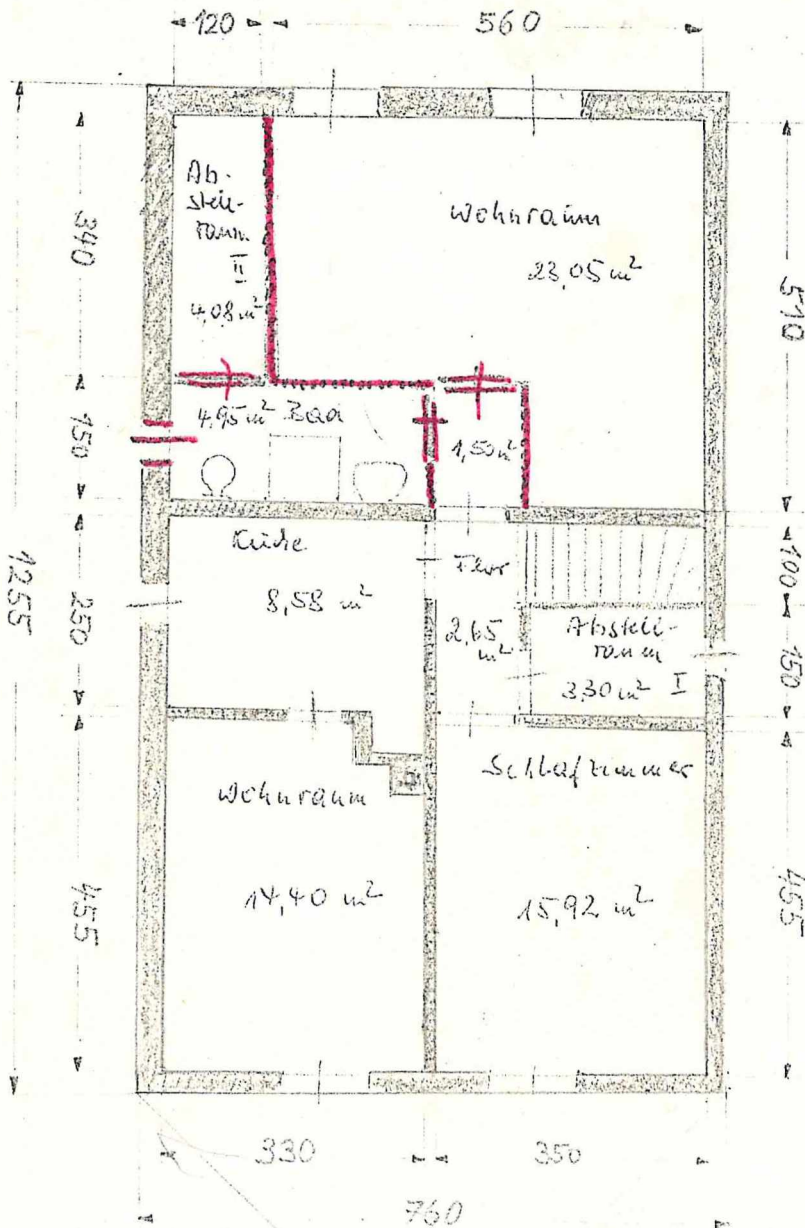 120
560
Ab-
stell-
raum
II
4,08 m²
Wohnraum
23,05 m²
340
510
4,95 m² Bad
1,50 m²
150
Küche
8,58 m²
Flur
2,65
m²
Abstell-
raum
3,30 m² I
100
150
250
1255
Wohnraum
14,40 m²
Schlafzimmer
15,92 m²
455
455
330
350
760